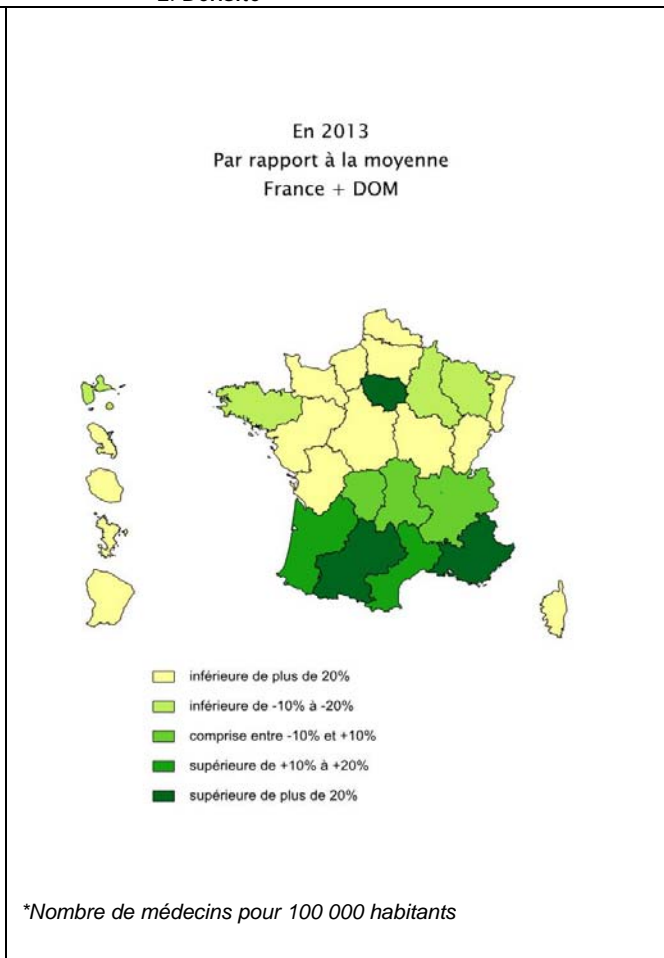 2. Densité
En 2013
Par rapport à la moyenne
France + DOM
inférieure de plus de 20%
inférieure de -10% à -20%
comprise entre -10% et +10%
supérieure de +10% à +20%
supérieure de plus de 20%
*Nombre de médecins pour 100 000 habitants